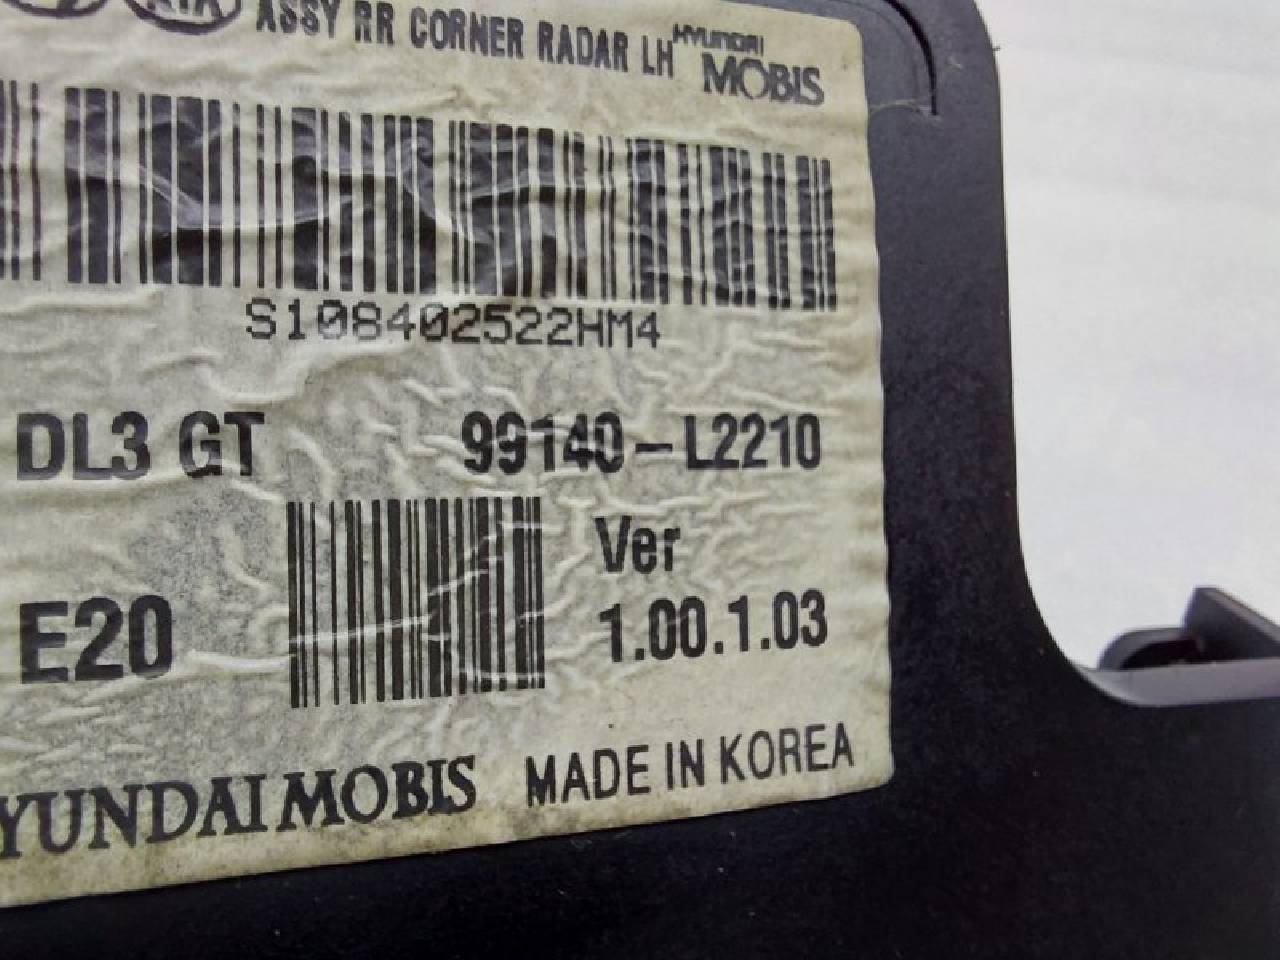 KIA
ASSY RR CORNER RADAR LH
HYUNDAI
MOBIS
S108402522HM4
DL3 GT 99140-L2210
E20
Ver
1.00.1.03
YUNDAI MOBIS MADE IN KOREA